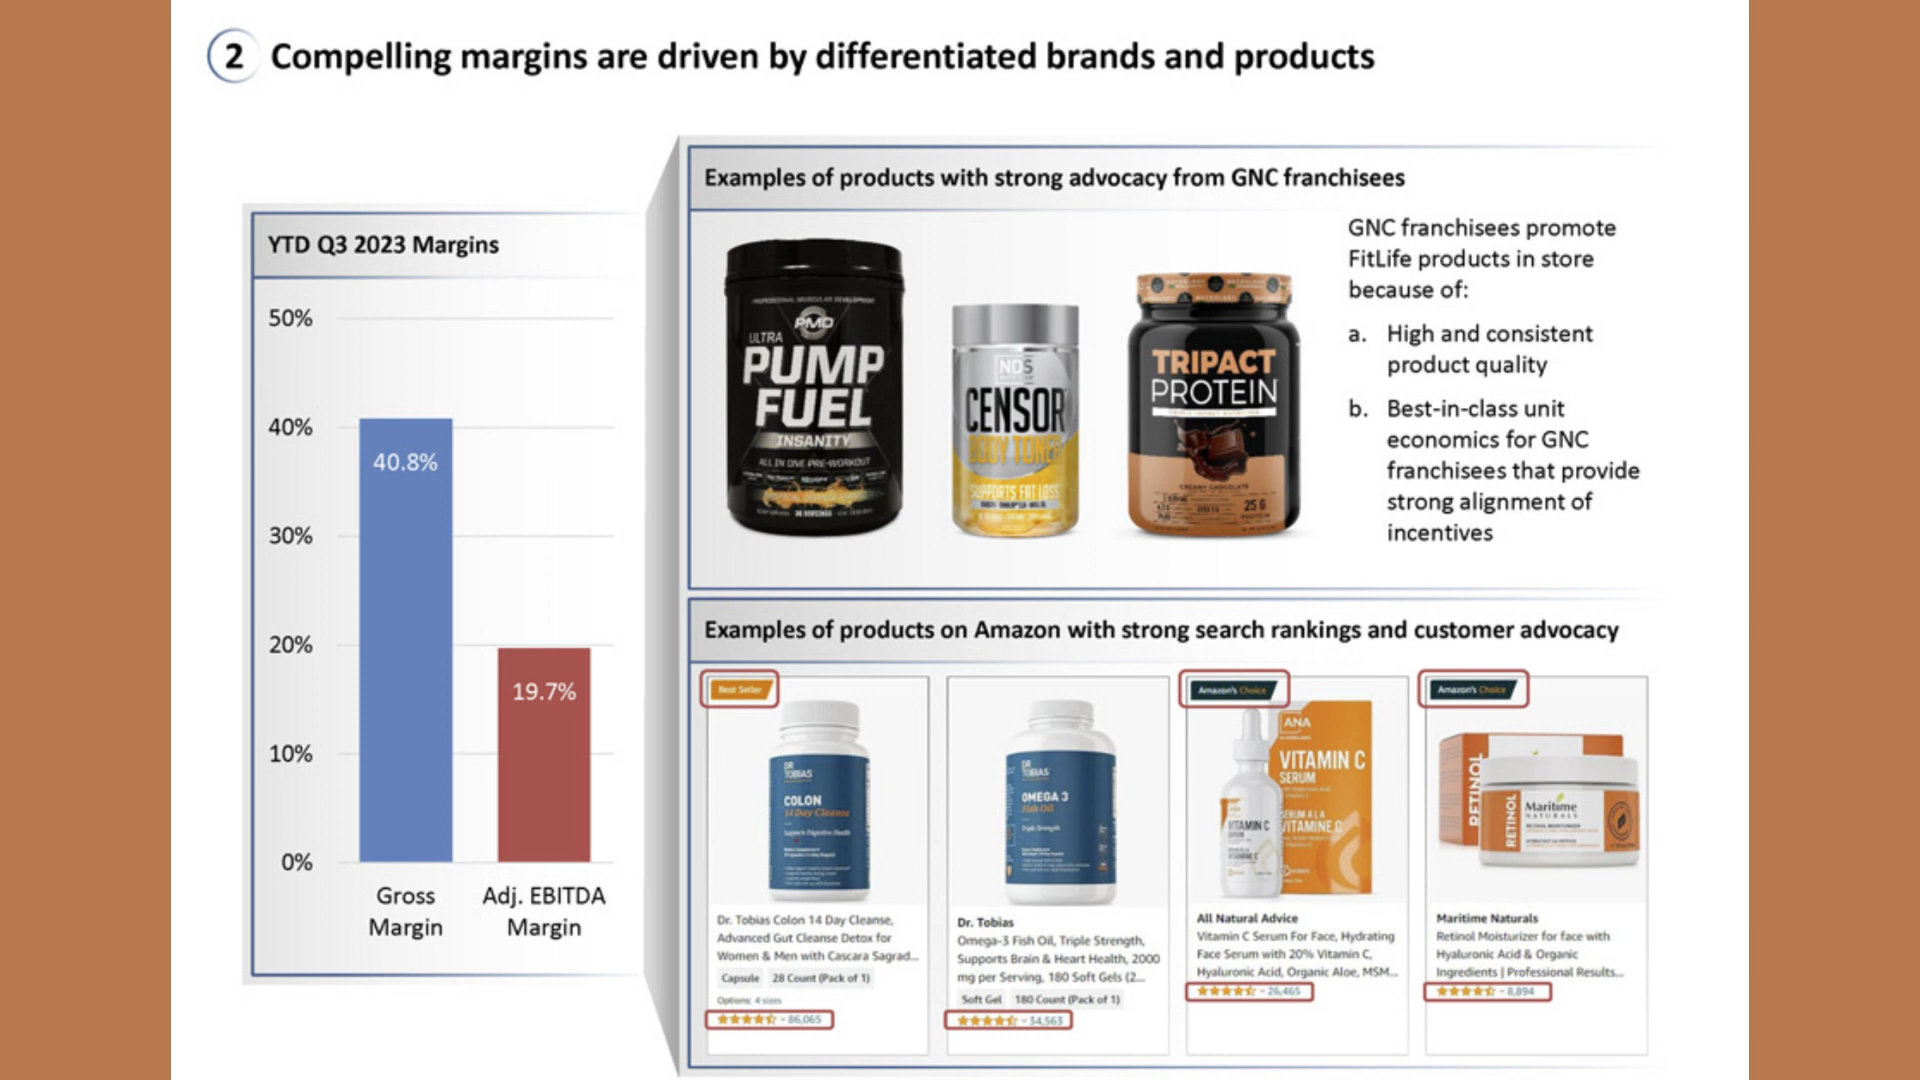 2 Compelling margins are driven by differentiated brands and products
YTD Q3 2023 Margins
50%
40%
30%
20%
10%
0%
40.8%
19.7%
Gross
Margin
Adj. EBITDA
Margin
Examples of products with strong advocacy from GNC franchisees
PROFESSIONAL MUSCULAR DEVELOPMENT
PMD
ULTRA
PUMP
FUEL
INSANITY
ALL IN ONE PRE-WORKOUT
NDS
CENSOR
BODY TONER
SUPPORTS FAT LOSS
TRIPACT
PROTEIN
CREAMY CHOCOLATE
25 G
GNC franchisees promote
FitLife products in store
because of:
a. High and consistent
product quality
b. Best-in-class unit
economics for GNC
franchisees that provide
strong alignment of
incentives
Examples of products on Amazon with strong search rankings and customer advocacy
Best Seller
DR
TOBIAS
COLON
14 Day Cleanse
Supports Digestive Health
Dr. Tobias Colon 14 Day Cleanse,
Advanced Gut Cleanse Detox for
Women & Men with Cascara Sagrad...
Capsule 28 Count (Pack of 1)
Options: 4 sizes
86,065
DR
TOBIAS
OMEGA 3
Fish Oil
Triple Strength
Dr. Tobias
Omega-3 Fish Oil, Triple Strength,
Supports Brain & Heart Health, 2000
mg per Serving, 180 Soft Gels (2...
Soft Gel 180 Count (Pack of 1)
34,563
Amazon's Choice
ANA
VITAMIN C
SERUM
SERUM A LA
VITAMINE C
VITAMIN C
All Natural Advice
Vitamin C Serum For Face, Hydrating
Face Serum with 20% Vitamin C,
Hyaluronic Acid, Organic Aloe, MSM...
26,465
Amazon's Choice
RETINOL
RETINOL
Maritime
NATURALS
Maritime Naturals
Retinol Moisturizer for face with
Hyaluronic Acid & Organic
Ingredients | Professional Results...
8,894